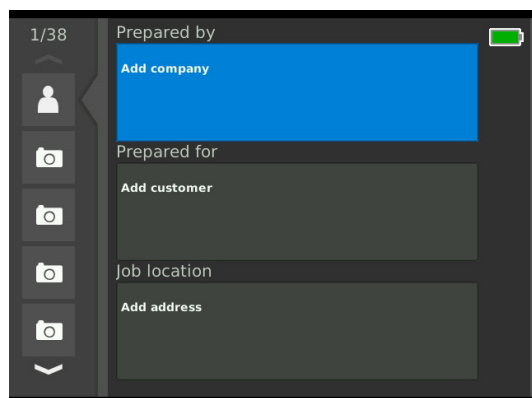 1/38
Prepared by
Add company
Prepared for
Add customer
Job location
Add address